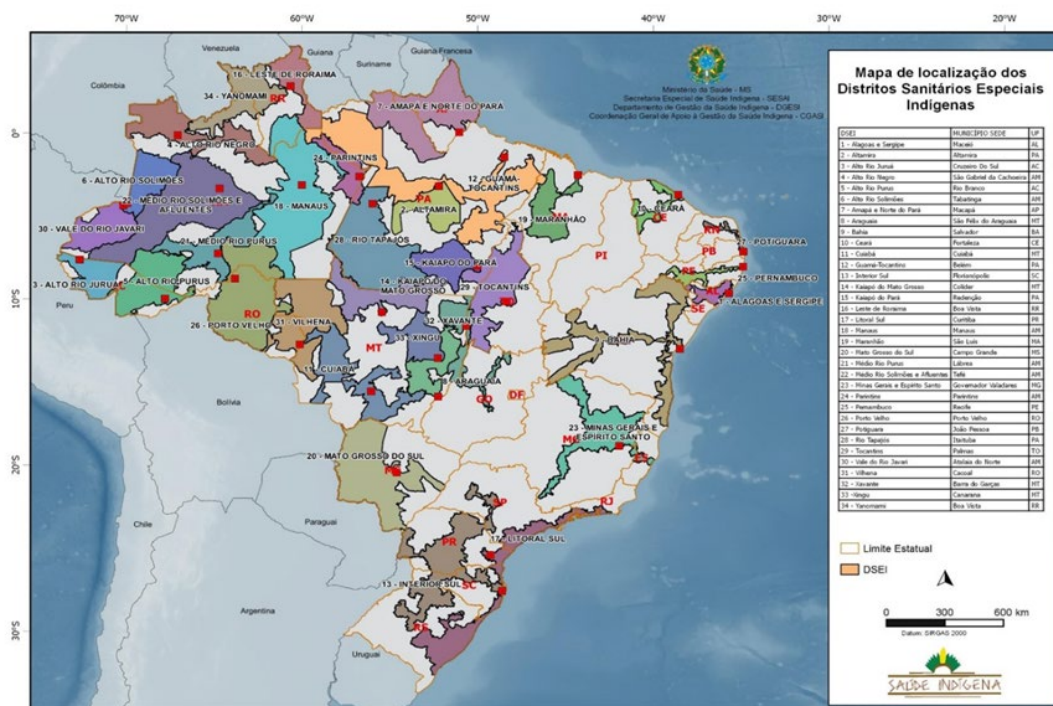 70°W
60°W
50°W
40°W
30°W
20°W
0°
10°S
20°S
30°S
Venezuela
Guiana
Suriname
Guiana Francesa
Colômbia
Peru
Bolívia
Chile
Paraguai
Argentina
Uruguai
16 - LESTE DE RORAIMA
34 - YANOMAMI
RR
7 - AMAPÁ E NORTE DO PARÁ
4 - ALTO RIO NEGRO
6 - ALTO RIO SOLIMÕES
22 - MÉDIO RIO SOLIMÕES E
AFLUENTES
24 - PARINTINS
18 - MANAUS
PA
2 - ALTAMIRA
12 - GUAMÁ-
TOCANTINS
19 - MARANHÃO
CEARÁ
CE
RN
PB
27 - POTIGUARA
PE
25 - PERNAMBUCO
1 - ALAGOAS E SERGIPE
SE
PI
30 - VALE DO RIO JAVARI
21 - MÉDIO RIO PURUS
28 - RIO TAPAJÓS
15 - KAIAPÓ DO PARÁ
14 - KAIAPÓ DO
MATO GROSSO
29 - TOCANTINS
3 - ALTO RIO JURUÁ
ALTO RIO PURUS
RO
26 - PORTO VELHO
31 - VILHENA
32 - XAVANTE
33 - XINGU
MT
9 - BAHIA
11 - CUIABÁ
8 - ARAGUAIA
GO
DF
23 - MINAS GERAIS E
ESPÍRITO SANTO
MG
ES
20 - MATO GROSSO DO SUL
SP
RJ
PR
17 - LITORAL SUL
13 - INTERIOR SUL
SC
RS
Ministério da Saúde - MS
Secretaria Especial de Saúde Indígena - SESAI
Departamento de Gestão da Saúde Indígena - DGESI
Coordenação Geral de Apoio à Gestão da Saúde Indígena - CGASI
Mapa de localização dos
Distritos Sanitários Especiais
Indígenas
DSEI MUNICÍPIO SEDE UF
1 - Alagoas e Sergipe Maceió AL
2 - Altamira Altamira PA
3 - Alto Rio Juruá Cruzeiro Do Sul AC
4 - Alto Rio Negro São Gabriel da Cachoeira AM
5 - Alto Rio Purus Rio Branco AC
6 - Alto Rio Solimões Tabatinga AM
7 - Amapá e Norte do Pará Macapá AP
8 - Araguaia São Félix do Araguaia MT
9 - Bahia Salvador BA
10 - Ceará Fortaleza CE
11 - Cuiabá Cuiabá MT
12 - Guamá-Tocantins Belém PA
13 - Interior Sul Florianópolis SC
14 - Kaiapó do Mato Grosso Colíder MT
15 - Kaiapó do Pará Redenção PA
16 - Leste de Roraima Boa Vista RR
17 - Litoral Sul Curitiba PR
18 - Manaus Manaus AM
19 - Maranhão São Luís MA
20 - Mato Grosso do Sul Campo Grande MS
21 - Médio Rio Purus Lábrea AM
22 - Médio Rio Solimões e Afluentes Tefé AM
23 - Minas Gerais e Espírito Santo Governador Valadares MG
24 - Parintins Parintins AM
25 - Pernambuco Recife PE
26 - Porto Velho Porto Velho RO
27 - Potiguara João Pessoa PB
28 - Rio Tapajós Itaituba PA
29 - Tocantins Palmas TO
30 - Vale do Rio Javari Atalaia do Norte AM
31 - Vilhena Cacoal RO
32 - Xavante Barra do Garças MT
33 - Xingu Canarana MT
34 - Yanomami Boa Vista RR
Limite Estatual
DSEI
0 300 600 km
Datum: SIRGAS 2000
SAÚDE INDÍGENA